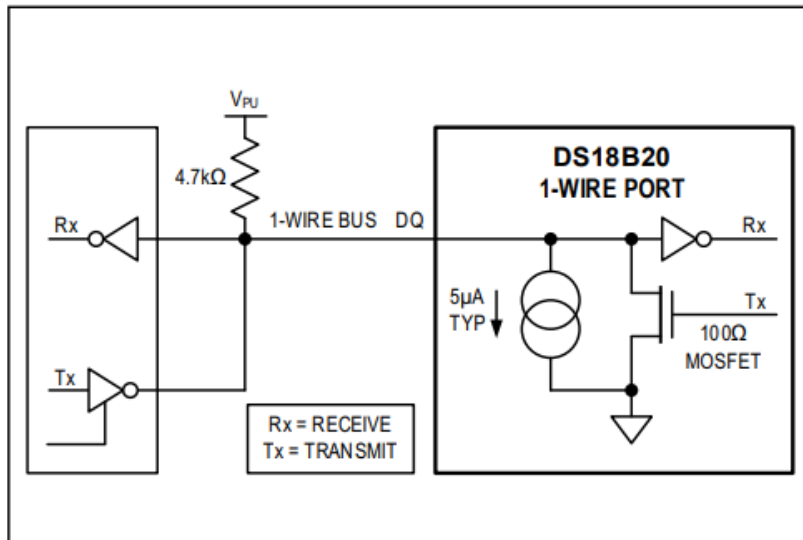 VPU
4.7kΩ
Rx
1-WIRE BUS DQ
Tx
Rx = RECEIVE
Tx = TRANSMIT
DS18B20
1-WIRE PORT
Rx
5µA
TYP
Tx
100Ω
MOSFET